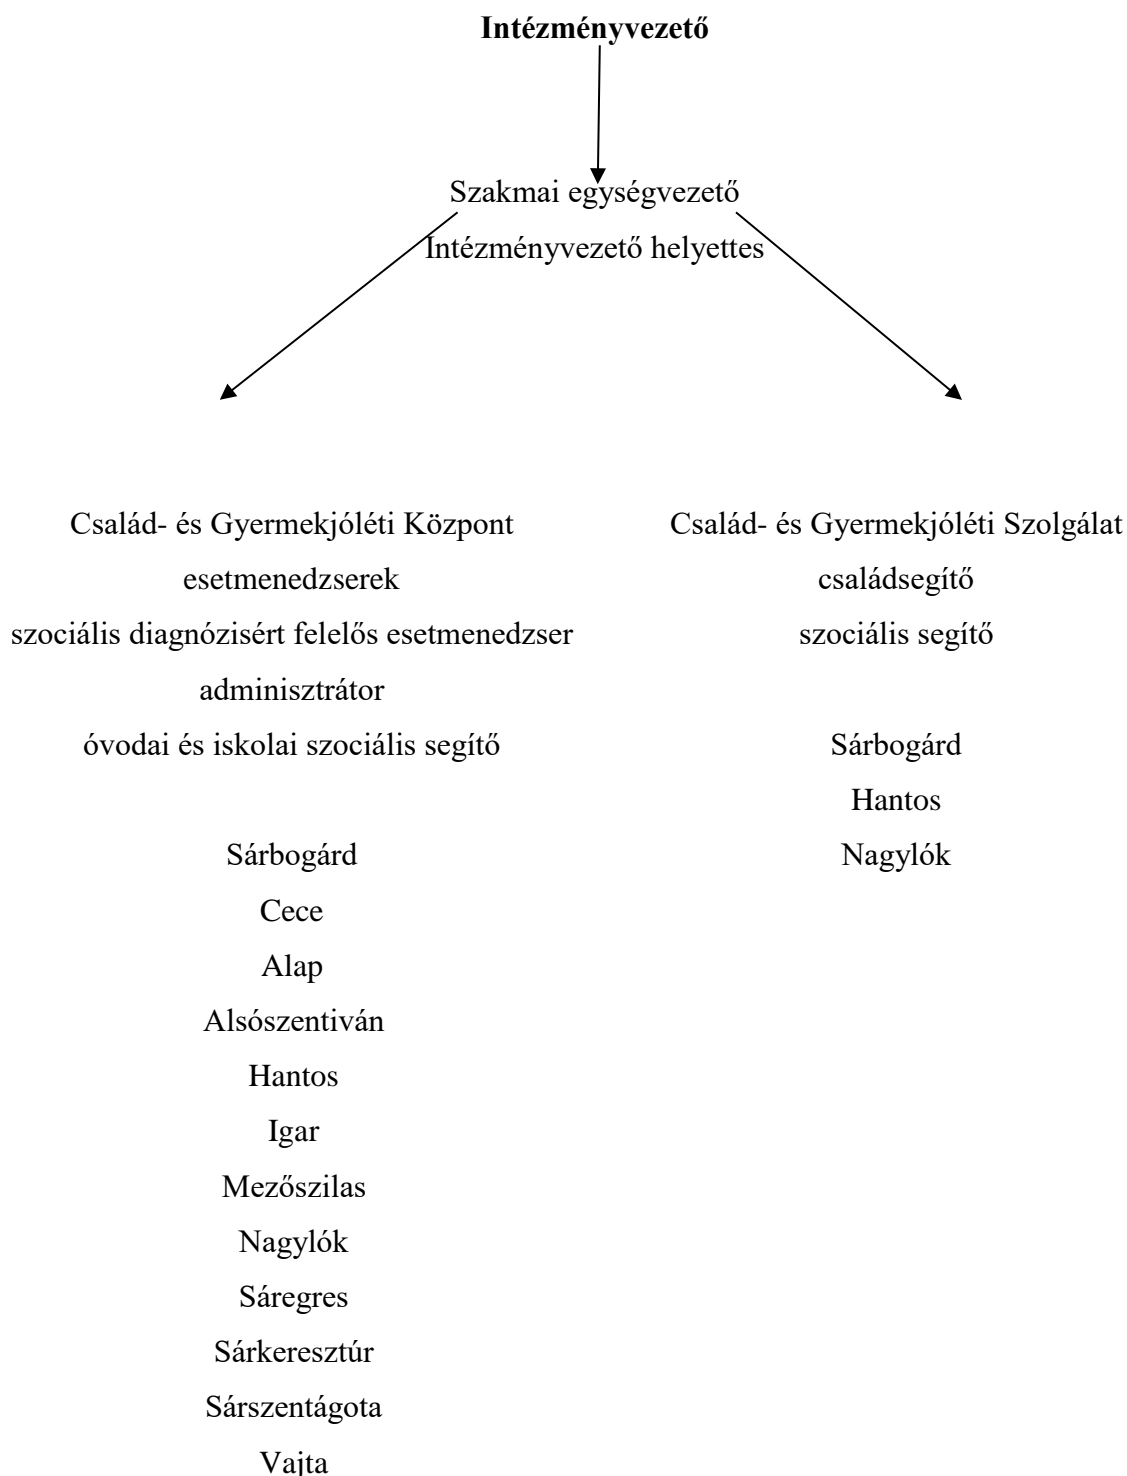 Intézményvezető
Szakmai egységvezető
Intézményvezető helyettes
Család- és Gyermekjóléti Központ
esetmenedzserek
szociális diagnózisért felelős esetmenedzser
adminisztrátor
óvodai és iskolai szociális segítő
Sárbogárd
Cece
Alap
Alsószentiván
Hantos
Igar
Mezőszilas
Nagylók
Sáregres
Sárkeresztúr
Sárszentágota
Vajta
Család- és Gyermekjóléti Szolgálat
családsegítő
szociális segítő
Sárbogárd
Hantos
Nagylók